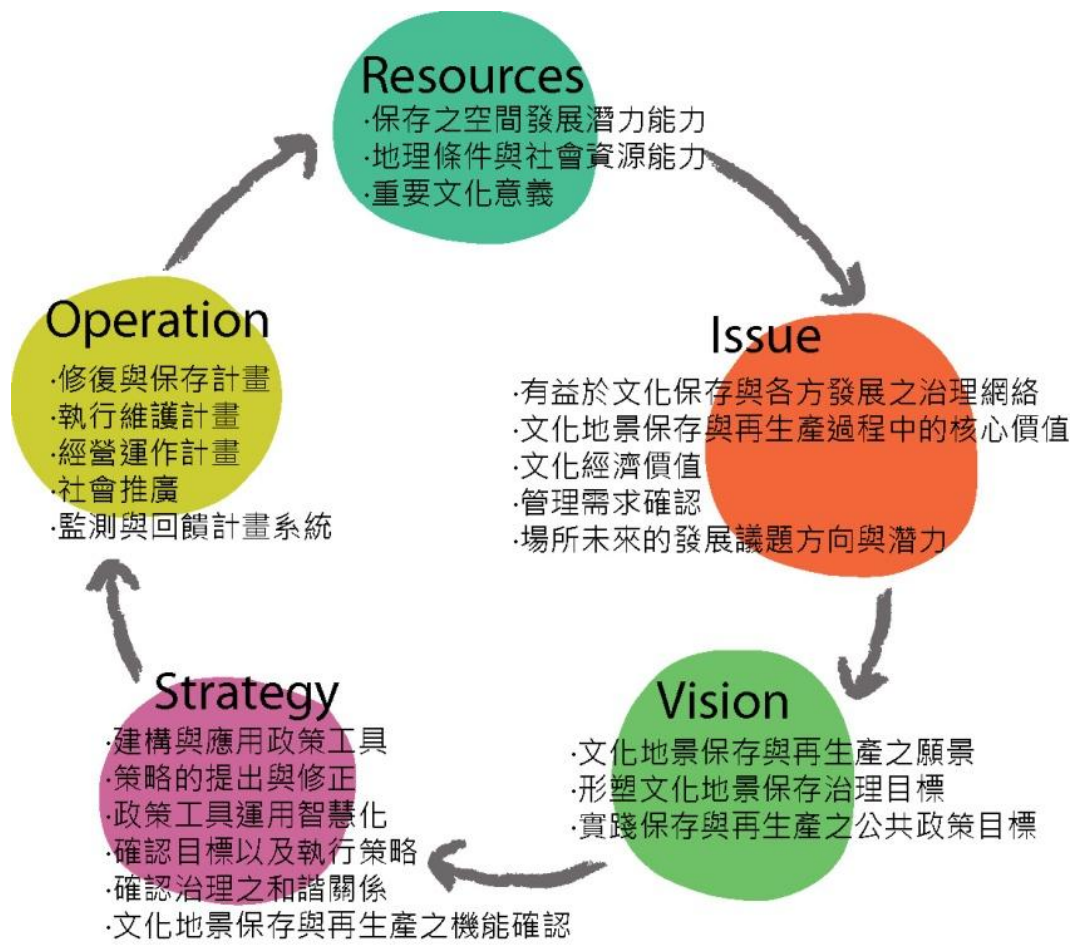 Resources
·保存之空間發展潛力能力
·地理條件與社會資源能力
·重要文化意義
Issue
·有益於文化保存與各方發展之治理網絡
·文化地景保存與再生產過程中的核心價值
·文化經濟價值
·管理需求確認
·場所未來的發展議題方向與潛力
Vision
·文化地景保存與再生產之願景
·形塑文化地景保存治理目標
·實踐保存與再生產之公共政策目標
Strategy
·建構與應用政策工具
·策略的提出與修正
·政策工具運用智慧化
·確認目標以及執行策略
·確認治理之和諧關係
·文化地景保存與再生產之機能確認
Operation
·修復與保存計畫
·執行維護計畫
·經營運作計畫
·社會推廣
·監測與回饋計畫系統